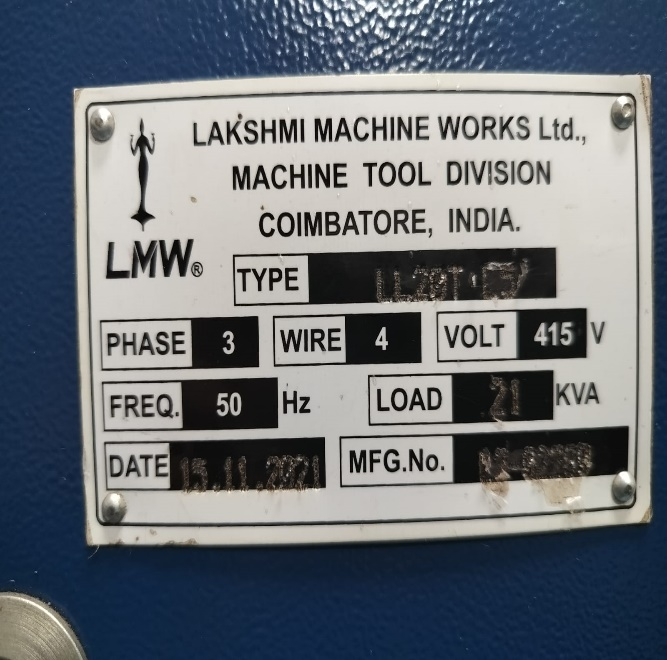 LAKSHMI MACHINE WORKS Ltd.,
MACHINE TOOL DIVISION
COIMBATORE, INDIA.
LMW®
TYPE LL20T
PHASE 3 WIRE 4 VOLT 415 V
FREQ. 50 Hz LOAD 21 KVA
DATE 15.11.2021 MFG.No.